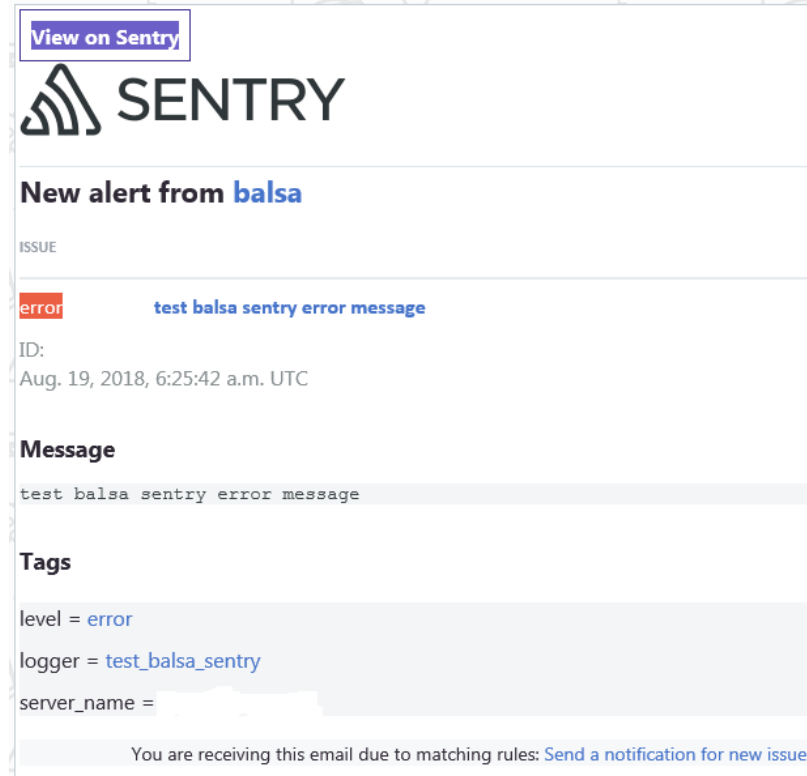 View on Sentry
SENTRY
New alert from balsa
ISSUE
error test balsa sentry error message
ID:
Aug. 19, 2018, 6:25:42 a.m. UTC
Message
test balsa sentry error message
Tags
level = error
logger = test_balsa_sentry
server_name =
You are receiving this email due to matching rules: Send a notification for new issue